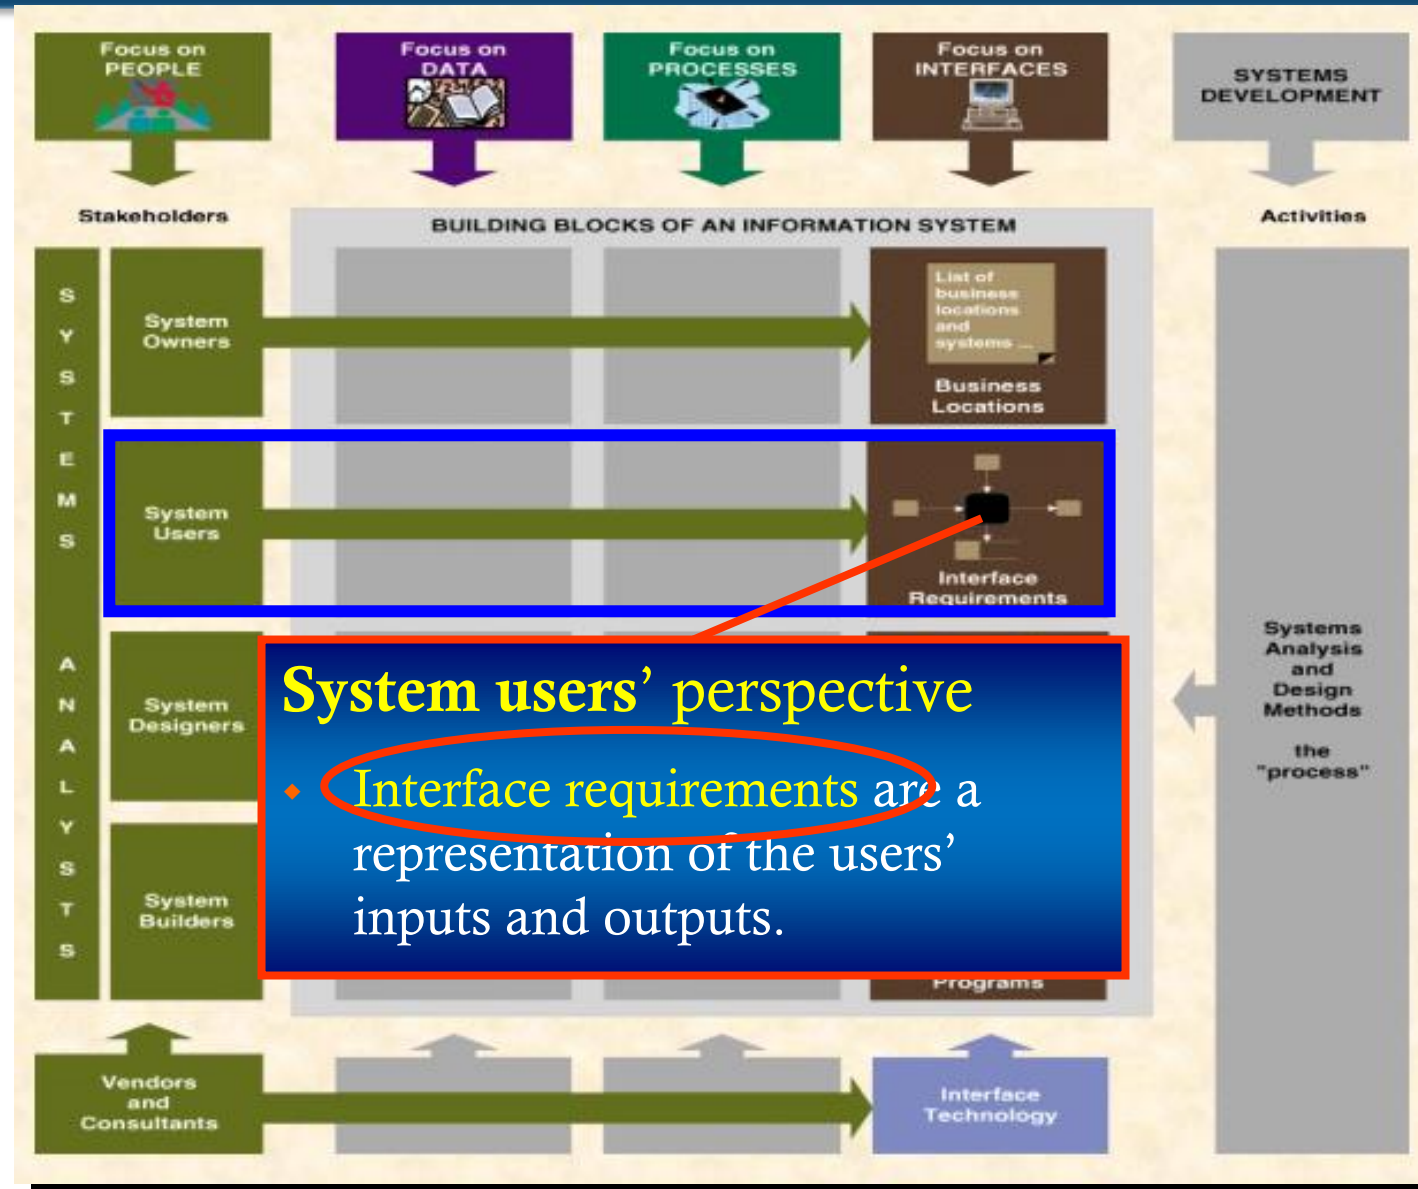 Focus on
PEOPLE
Focus on
DATA
Focus on
PROCESSES
Focus on
INTERFACES
SYSTEMS
DEVELOPMENT
Stakeholders
BUILDING BLOCKS OF AN INFORMATION SYSTEM
Activities
SYSTEMS
ANALYSTS
System
Owners
List of
business
locations
and
systems ...
Business
Locations
System
Users
Interface
Requirements
System
Designers
System
Builders
System users’ perspective
◆ Interface requirements are a
representation of the users’
inputs and outputs.
Programs
Systems
Analysis
and
Design
Methods
the
"process"
Vendors
and
Consultants
Interface
Technology